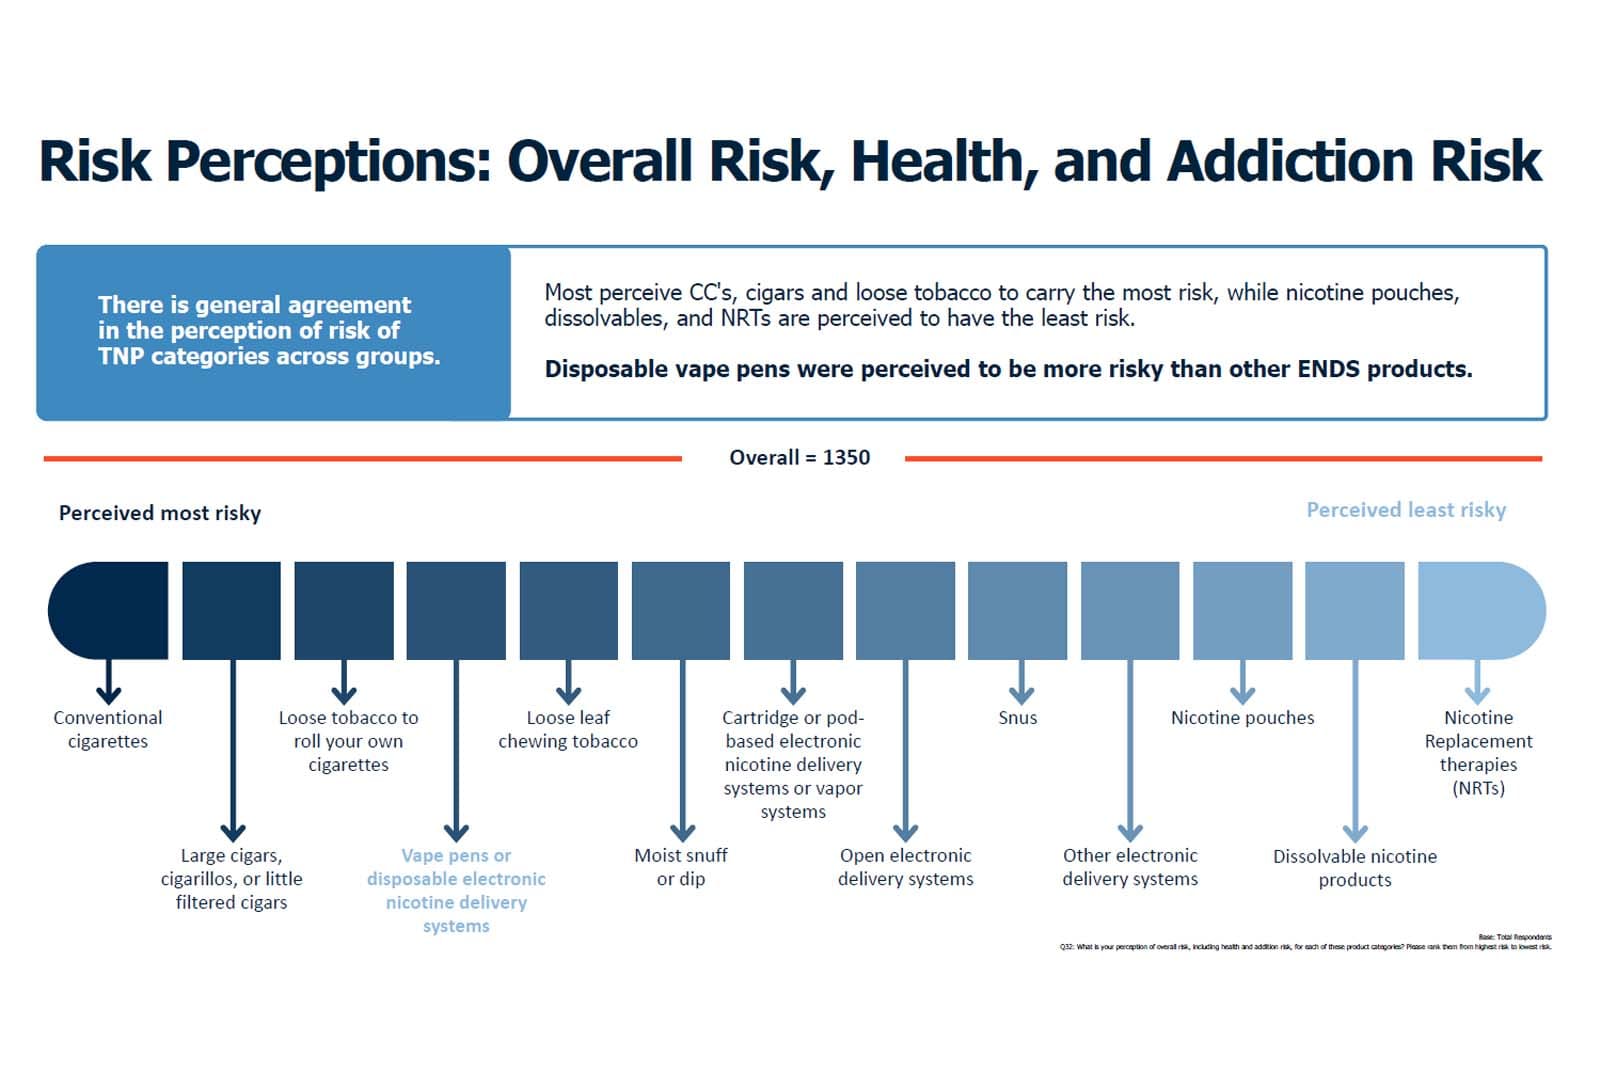 Risk Perceptions: Overall Risk, Health, and Addiction Risk
There is general agreement
in the perception of risk of
TNP categories across groups.
Most perceive CC's, cigars and loose tobacco to carry the most risk, while nicotine pouches,
dissolvables, and NRTs are perceived to have the least risk.
Disposable vape pens were perceived to be more risky than other ENDS products.
Overall = 1350
Perceived most risky
Perceived least risky
Conventional
cigarettes
Large cigars,
cigarillos, or little
filtered cigars
Loose tobacco to
roll your own
cigarettes
Vape pens or
disposable electronic
nicotine delivery
systems
Loose leaf
chewing tobacco
Moist snuff
or dip
Cartridge or pod-
based electronic
nicotine delivery
systems or vapor
systems
Open electronic
delivery systems
Snus
Other electronic
delivery systems
Nicotine pouches
Dissolvable nicotine
products
Nicotine
Replacement
therapies
(NRTs)
Base: Total Respondents
Q32: What is your perception of overall risk, including health and addition risk, for each of these product categories? Please rank them from highest risk to lowest risk.